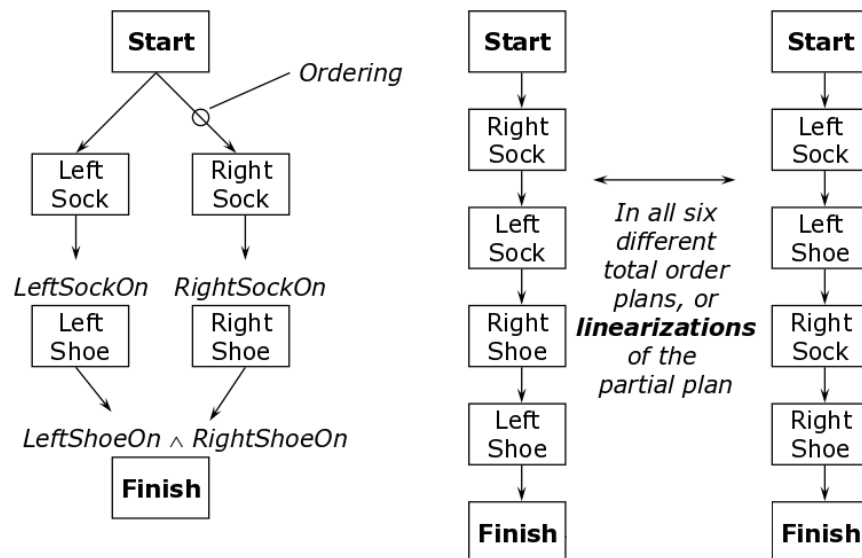 Start
Ordering
Left
Sock
Right
Sock
LeftSockOn
RightSockOn
Left
Shoe
Right
Shoe
LeftShoeOn ∧ RightShoeOn
Finish
Start
Right
Sock
Left
Sock
Right
Shoe
Left
Shoe
Finish
In all six
different
total order
plans, or
linearizations
of the
partial plan
Start
Left
Sock
Left
Shoe
Right
Sock
Right
Shoe
Finish